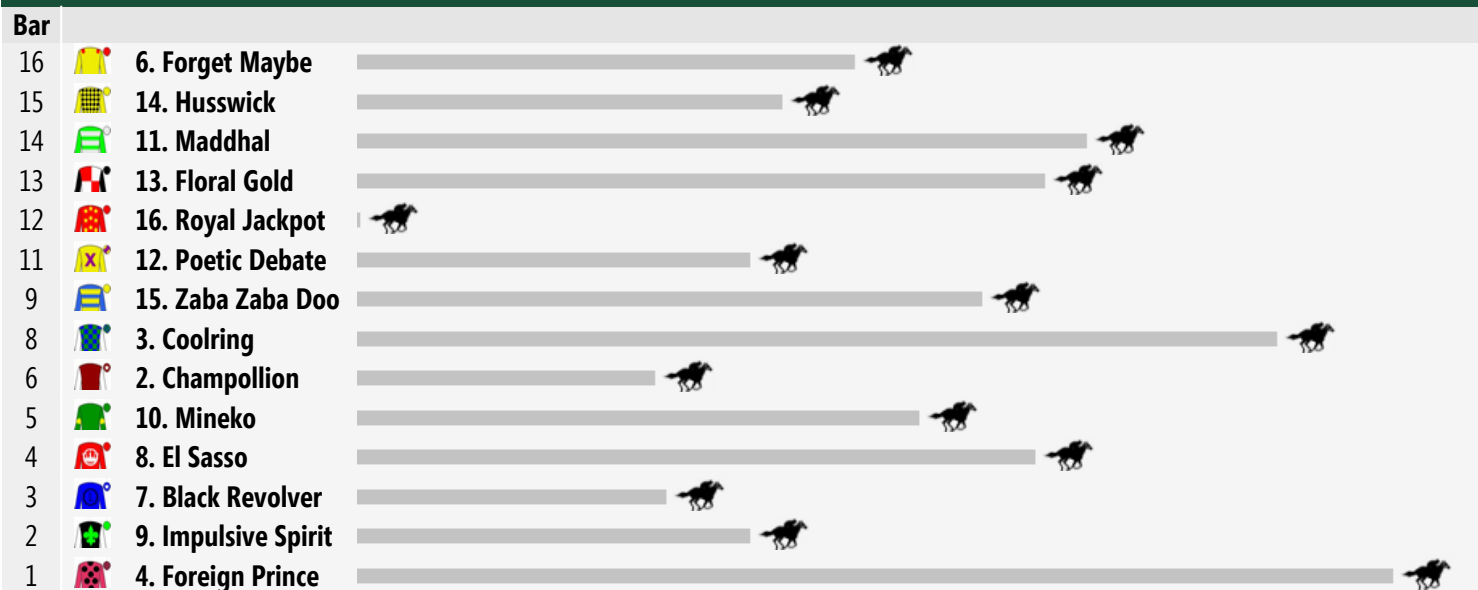 Bar
16 6. Forget Maybe
15 14. Husswick
14 11. Maddhal
13 13. Floral Gold
12 16. Royal Jackpot
11 X 12. Poetic Debate
9 15. Zaba Zaba Doo
8 3. Coolring
6 2. Champollion
5 10. Mineko
4 8. El Sasso
3 7. Black Revolver
2 9. Impulsive Spirit
1 4. Foreign Prince